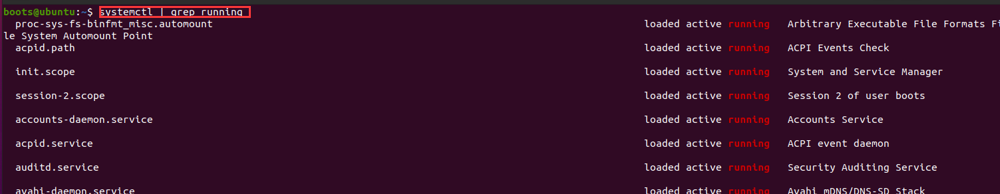 boots@ubuntu:~$ systemctl | grep running
proc-sys-fs-binfmt_misc.automount loaded active running Arbitrary Executable File Formats Fi
le System Automount Point
acpid.path loaded active running ACPI Events Check
init.scope loaded active running System and Service Manager
session-2.scope loaded active running Session 2 of user boots
accounts-daemon.service loaded active running Accounts Service
acpid.service loaded active running ACPI event daemon
auditd.service loaded active running Security Auditing Service
avahi-daemon.service loaded active running Avahi mDNS/DNS-SD Stack